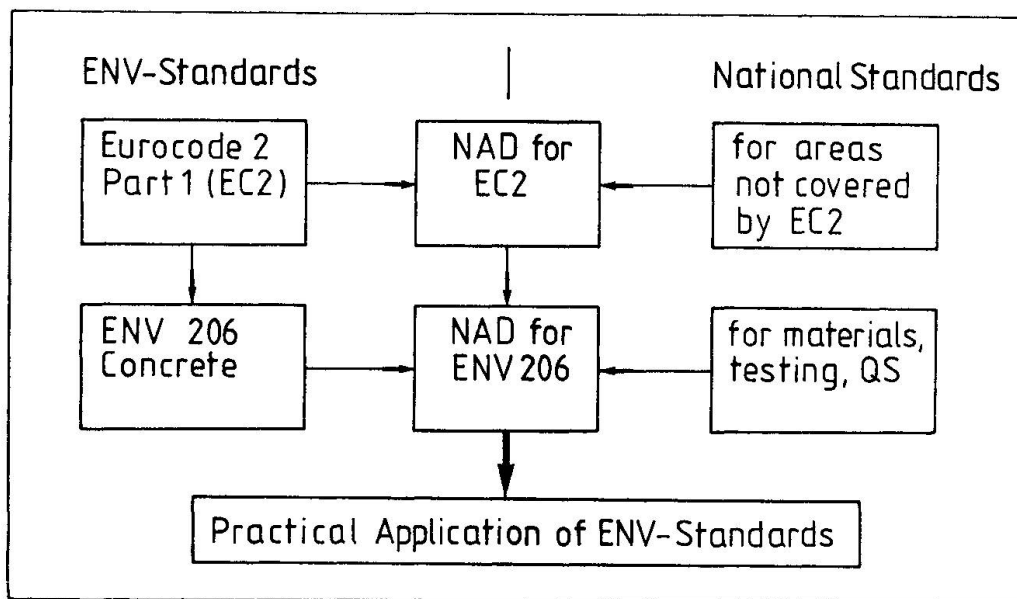 ENV-Standards
National Standards
Eurocode 2
Part 1 (EC2)
NAD for
EC2
for areas
not covered
by EC2
ENV 206
Concrete
NAD for
ENV 206
for materials,
testing, QS
Practical Application of ENV-Standards